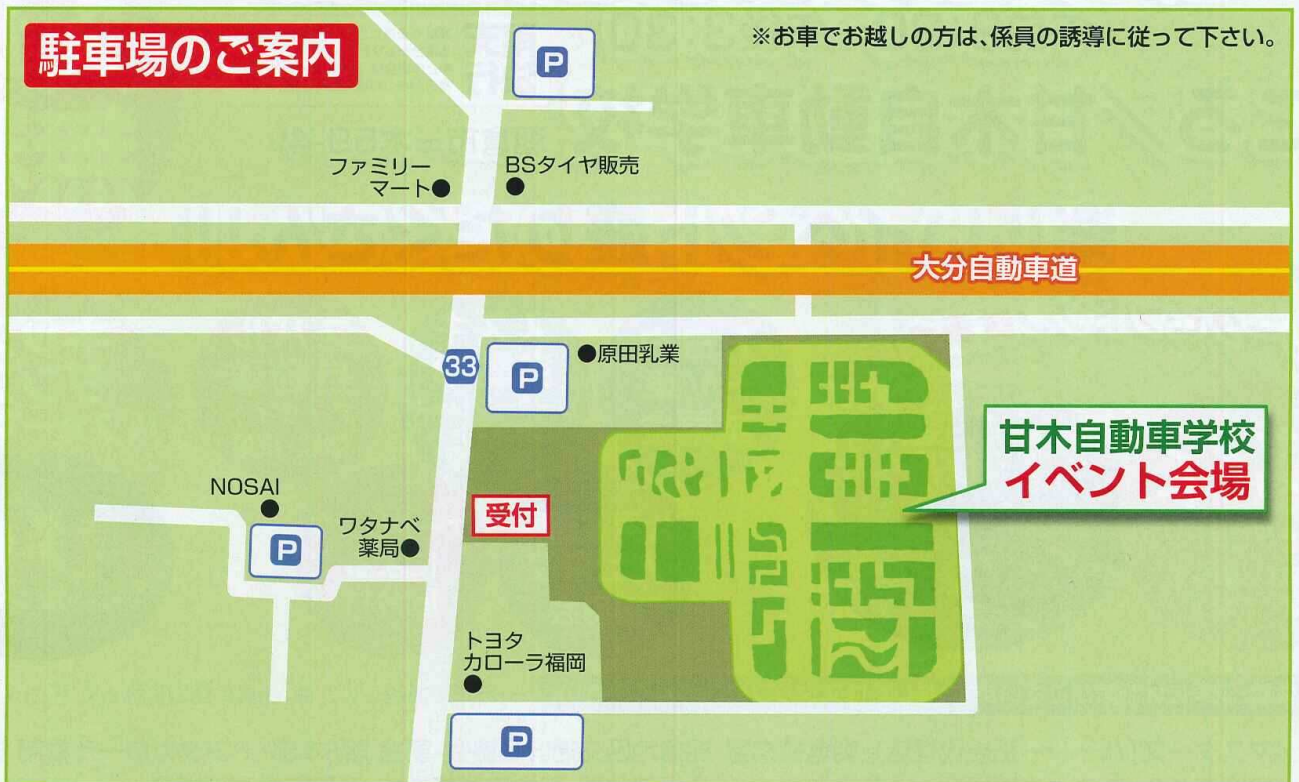 駐車場のご案内
※お車でお越しの方は、係員の誘導に従って下さい。
P
ファミリー
マート
BSタイヤ販売
大分自動車道
33
P
原田乳業
甘木自動車学校
イベント会場
NOSAI
P
ワタナベ
薬局
受付
トヨタ
カローラ福岡
P